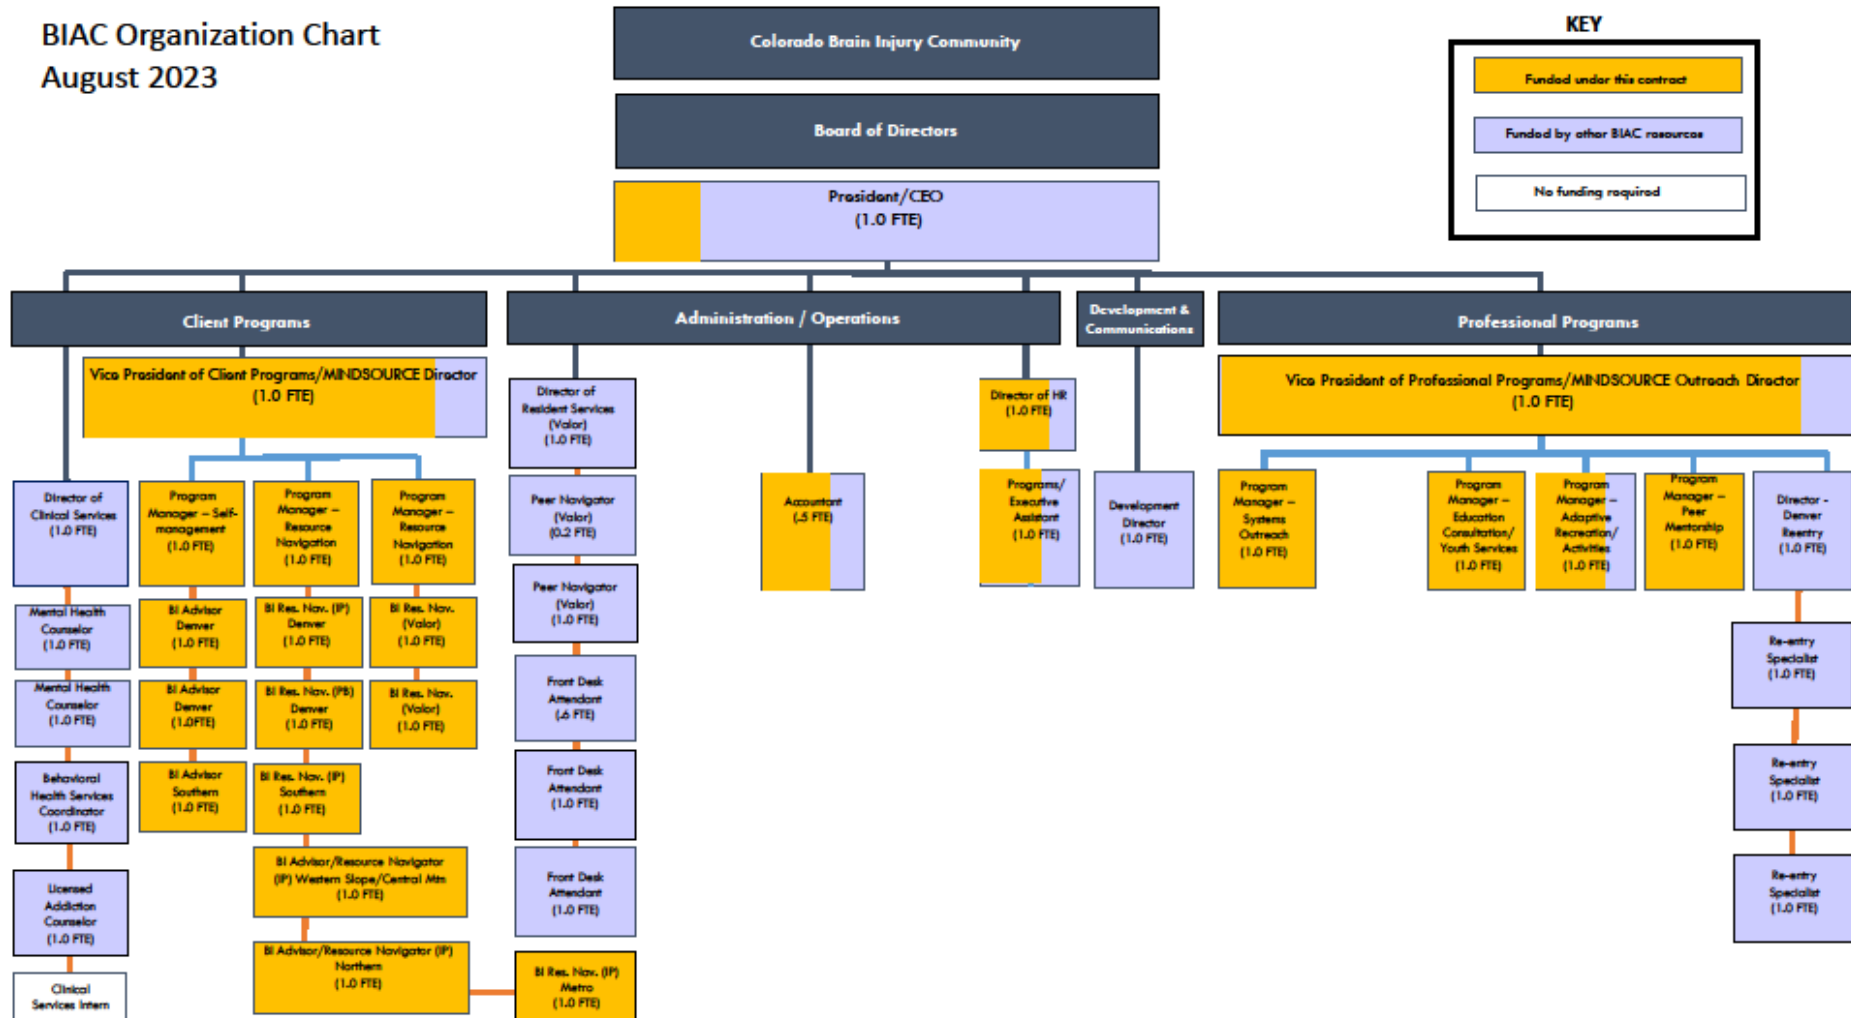 BIAC Organization Chart
August 2023
Colorado Brain Injury Community
Board of Directors
President/CEO
(1.0 FTE)
KEY
Funded under this contract
Funded by other BIAC resources
No funding required
Client Programs
Administration / Operations
Development &
Communications
Professional Programs
Vice President of Client Programs/MINDSOURCE Director
(1.0 FTE)
Director of
Resident Services
(Valor)
(1.0 FTE)
Director of HR
(1.0 FTE)
Vice President of Professional Programs/MINDSOURCE Outreach Director
(1.0 FTE)
Director of
Clinical Services
(1.0 FTE)
Program
Manager – Self-
management
(1.0 FTE)
Program
Manager –
Resource
Navigation
(1.0 FTE)
Program
Manager –
Resource
Navigation
(1.0 FTE)
Peer Navigator
(Valor)
(0.2 FTE)
Accountant
(.5 FTE)
Programs/
Executive
Assistant
(1.0 FTE)
Development
Director
(1.0 FTE)
Program
Manager –
Systems
Outreach
(1.0 FTE)
Program
Manager –
Education
Consultation/
Youth Services
(1.0 FTE)
Program
Manager –
Adaptive
Recreation/
Activities
(1.0 FTE)
Program
Manager –
Peer
Mentorship
(1.0 FTE)
Director -
Denver
Reentry
(1.0 FTE)
Mental Health
Counselor
(1.0 FTE)
BI Advisor
Denver
(1.0 FTE)
BI Res. Nav. (IP)
Denver
(1.0 FTE)
BI Res. Nav.
(Valor)
(1.0 FTE)
Peer Navigator
(Valor)
(1.0 FTE)
Re-entry
Specialist
(1.0 FTE)
Mental Health
Counselor
(1.0 FTE)
BI Advisor
Denver
(1.0FTE)
BI Res. Nav. (PB)
Denver
(1.0 FTE)
BI Res. Nav.
(Valor)
(1.0 FTE)
Front Desk
Attendant
(.6 FTE)
Behavioral
Health Services
Coordinator
(1.0 FTE)
BI Advisor
Southern
(1.0 FTE)
BI Res. Nav. (IP)
Southern
(1.0 FTE)
Front Desk
Attendant
(1.0 FTE)
Re-entry
Specialist
(1.0 FTE)
Licensed
Addiction
Counselor
(1.0 FTE)
BI Advisor/Resource Navigator
(IP) Western Slope/Central Mtn
(1.0 FTE)
Front Desk
Attendant
(1.0 FTE)
Re-entry
Specialist
(1.0 FTE)
Clinical
Services Intern
BI Advisor/Resource Navigator (IP)
Northern
(1.0 FTE)
BI Res. Nav. (IP)
Metro
(1.0 FTE)